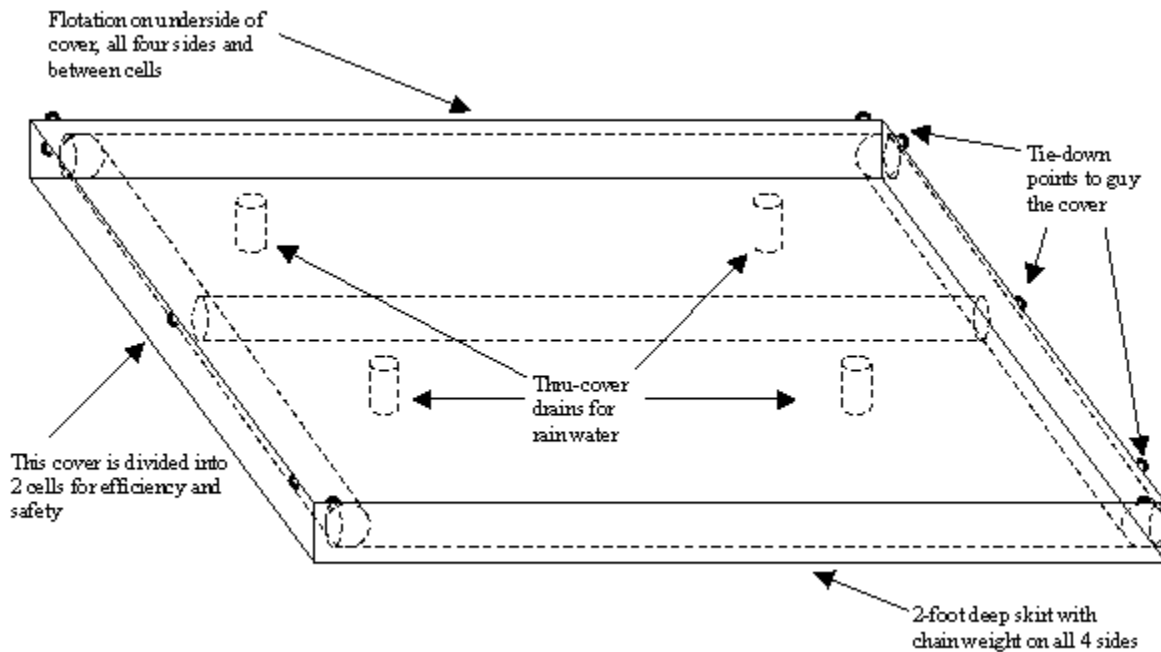 Flotation on underside of
cover, all four sides and
between cells
Tie-down
points to guy
the cover
Thru-cover
drains for
rain water
This cover is divided into
2 cells for efficiency and
safety
2-foot deep skirt with
chain weight on all 4 sides